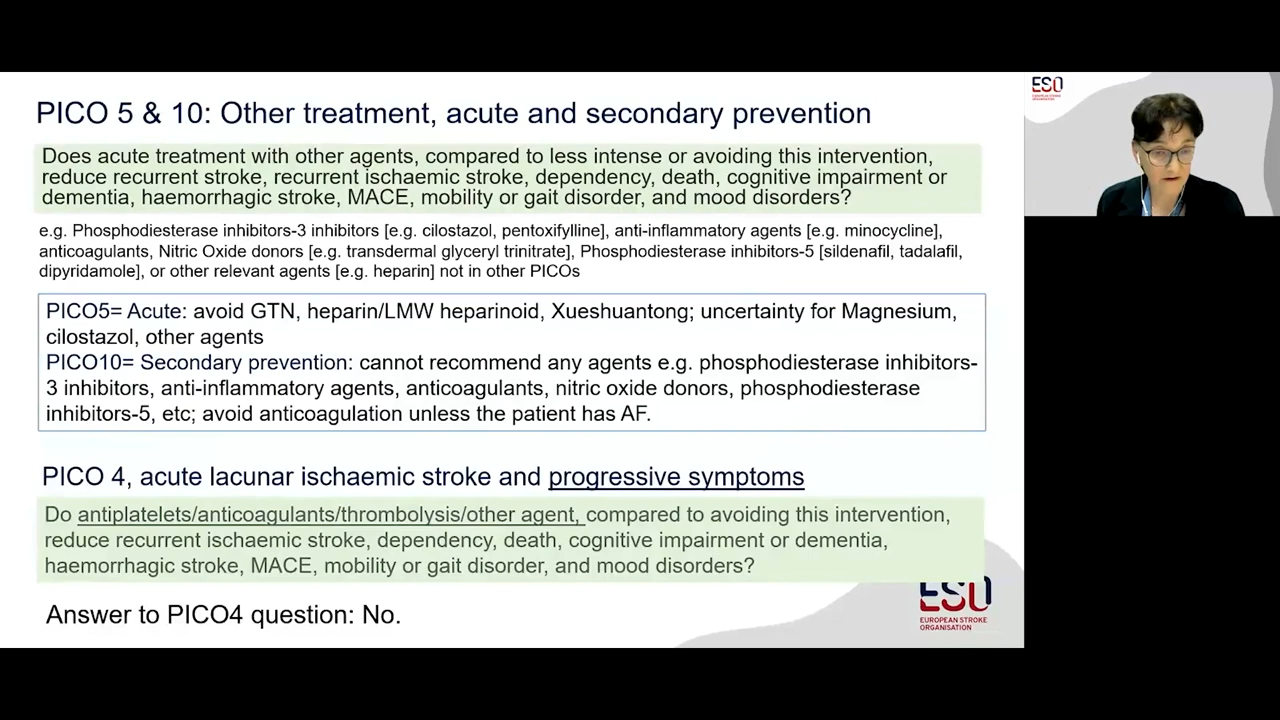 PICO 5 & 10: Other treatment, acute and secondary prevention
Does acute treatment with other agents, compared to less intense or avoiding this intervention,
reduce recurrent stroke, recurrent ischaemic stroke, dependency, death, cognitive impairment or
dementia, haemorrhagic stroke, MACE, mobility or gait disorder, and mood disorders?
e.g. Phosphodiesterase inhibitors-3 inhibitors [e.g. cilostazol, pentoxifylline], anti-inflammatory agents [e.g. minocycline],
anticoagulants, Nitric Oxide donors [e.g. transdermal glyceryl trinitrate], Phosphodiesterase inhibitors-5 [sildenafil, tadalafil,
dipyridamole], or other relevant agents [e.g. heparin] not in other PICOs
PICO5= Acute: avoid GTN, heparin/LMW heparinoid, Xueshuantong; uncertainty for Magnesium,
cilostazol, other agents
PICO10= Secondary prevention: cannot recommend any agents e.g. phosphodiesterase inhibitors-
3 inhibitors, anti-inflammatory agents, anticoagulants, nitric oxide donors, phosphodiesterase
inhibitors-5, etc; avoid anticoagulation unless the patient has AF.
PICO 4, acute lacunar ischaemic stroke and progressive symptoms
Do antiplatelets/anticoagulants/thrombolysis/other agent, compared to avoiding this intervention,
reduce recurrent ischaemic stroke, dependency, death, cognitive impairment or dementia,
haemorrhagic stroke, MACE, mobility or gait disorder, and mood disorders?
Answer to PICO4 question: No.
ESO
EUROPEAN STROKE
ORGANISATION
ESO
EUROPEAN STROKE
ORGANISATION